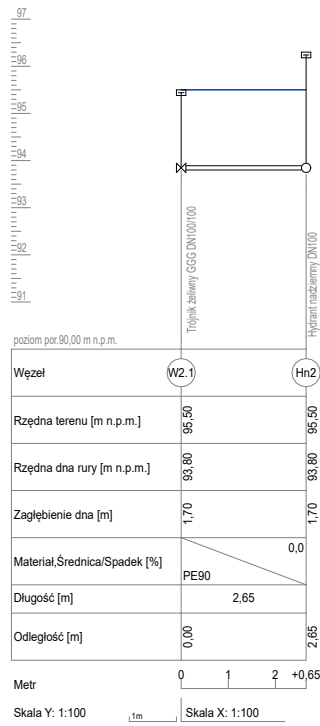 97
96
95
94
93
92
91
Trójnik żeliwny GGG DN100/100
Hydrant nadziemny DN100
poziom por.90,00 m n.p.m.
Węzeł
W2.1
Hn2
Rzędna terenu [m n.p.m.]
95,50
95,50
Rzędna dna rury [m n.p.m.]
93,80
93,80
Zagłębienie dna [m]
1,70
1,70
Materiał,Średnica/Spadek [%]
0,0
PE90
Długość [m]
2,65
Odległość [m]
0,00
2,65
Metr
0 1 2 +0,65
Skala Y: 1:100
1m
Skala X: 1:100